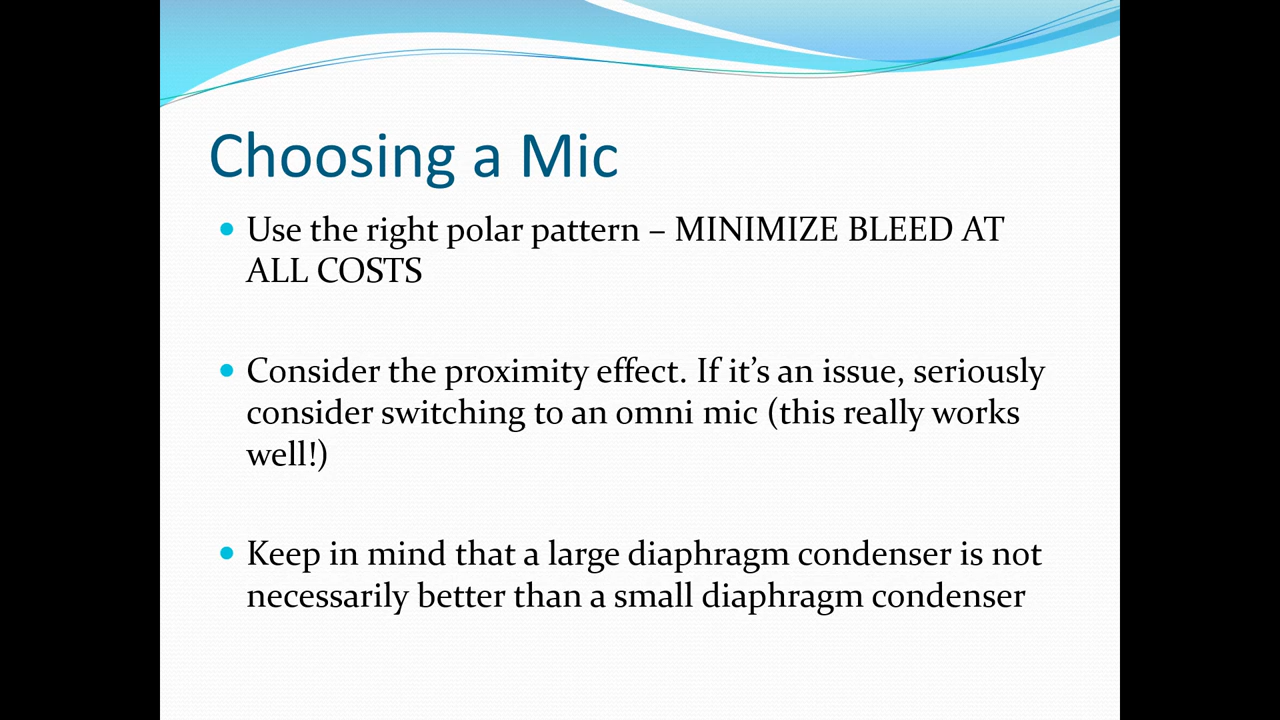 Choosing a Mic
• Use the right polar pattern – MINIMIZE BLEED AT
ALL COSTS
• Consider the proximity effect. If it’s an issue, seriously
consider switching to an omni mic (this really works
well!)
• Keep in mind that a large diaphragm condenser is not
necessarily better than a small diaphragm condenser